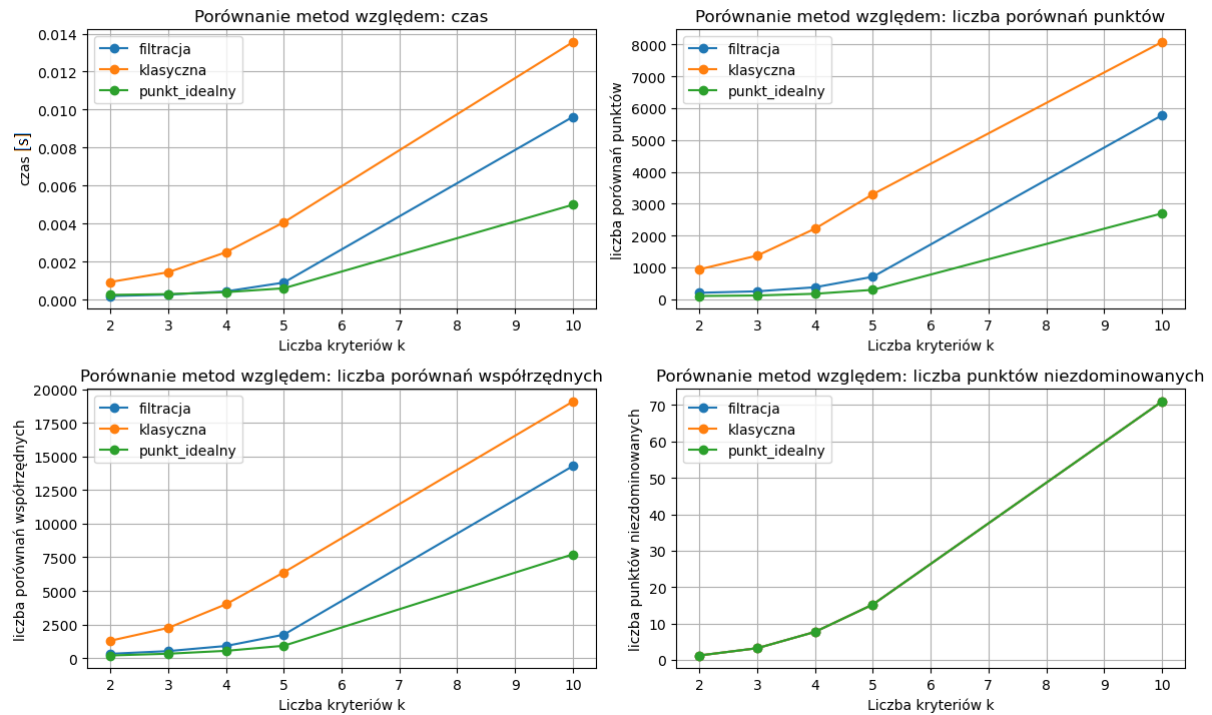 Porównanie metod względem: czas
filtracja
klasyczna
punkt_idealny
czas [s]
0.014
0.012
0.010
0.008
0.006
0.004
0.002
0.000
2 3 4 5 6 7 8 9 10
Liczba kryteriów k
Porównanie metod względem: liczba porównań punktów
filtracja
klasyczna
punkt_idealny
liczba porównań punktów
8000
7000
6000
5000
4000
3000
2000
1000
0
2 3 4 5 6 7 8 9 10
Liczba kryteriów k
Porównanie metod względem: liczba porównań współrzędnych
filtracja
klasyczna
punkt_idealny
liczba porównań współrzędnych
20000
17500
15000
12500
10000
7500
5000
2500
0
2 3 4 5 6 7 8 9 10
Liczba kryteriów k
Porównanie metod względem: liczba punktów niezdominowanych
filtracja
klasyczna
punkt_idealny
liczba punktów niezdominowanych
70
60
50
40
30
20
10
0
2 3 4 5 6 7 8 9 10
Liczba kryteriów k